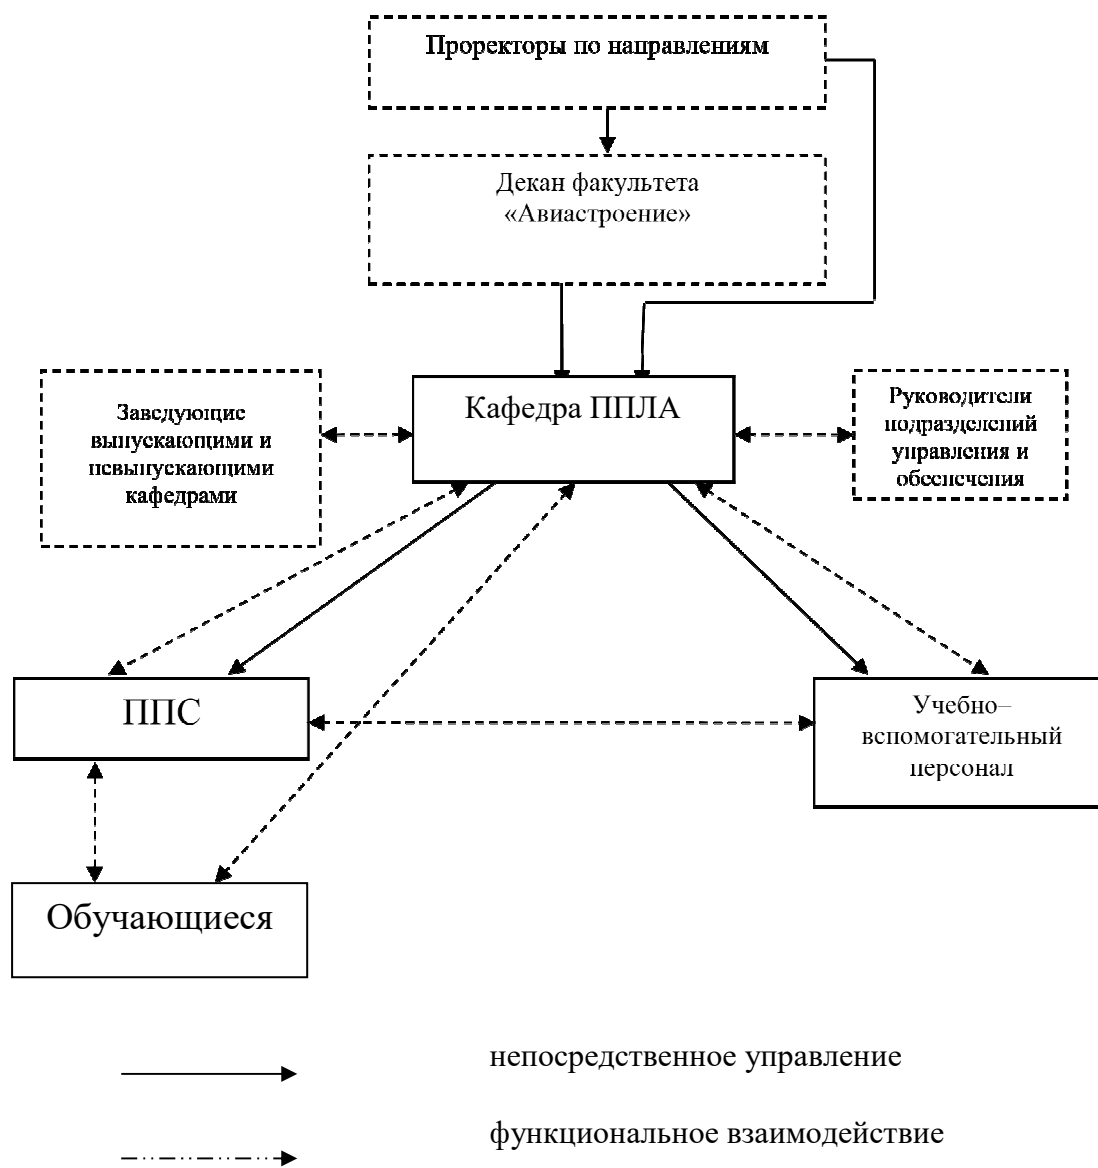 Проректоры по направлениям
Декан факультета
«Авиастроение»
Заведующие
выпускающими и
невыпускающими
кафедрами
Кафедра ППЛА
Руководители
подразделений
управления и
обеспечения
ППС
Учебно–
вспомогательный
персонал
Обучающиеся
непосредственное управление
функциональное взаимодействие